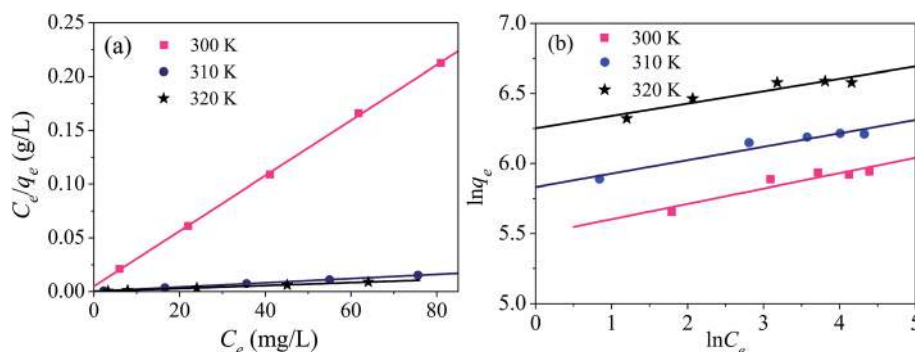 (a)
300 K
310 K
320 K
0.25
0.20
0.15
0.10
0.05
0.00
C_e/q_e (g/L)
0 20 40 60 80
C_e (mg/L)
(b)
300 K
310 K
320 K
7.0
6.5
6.0
5.5
5.0
lnq_e
0 1 2 3 4 5
lnC_e